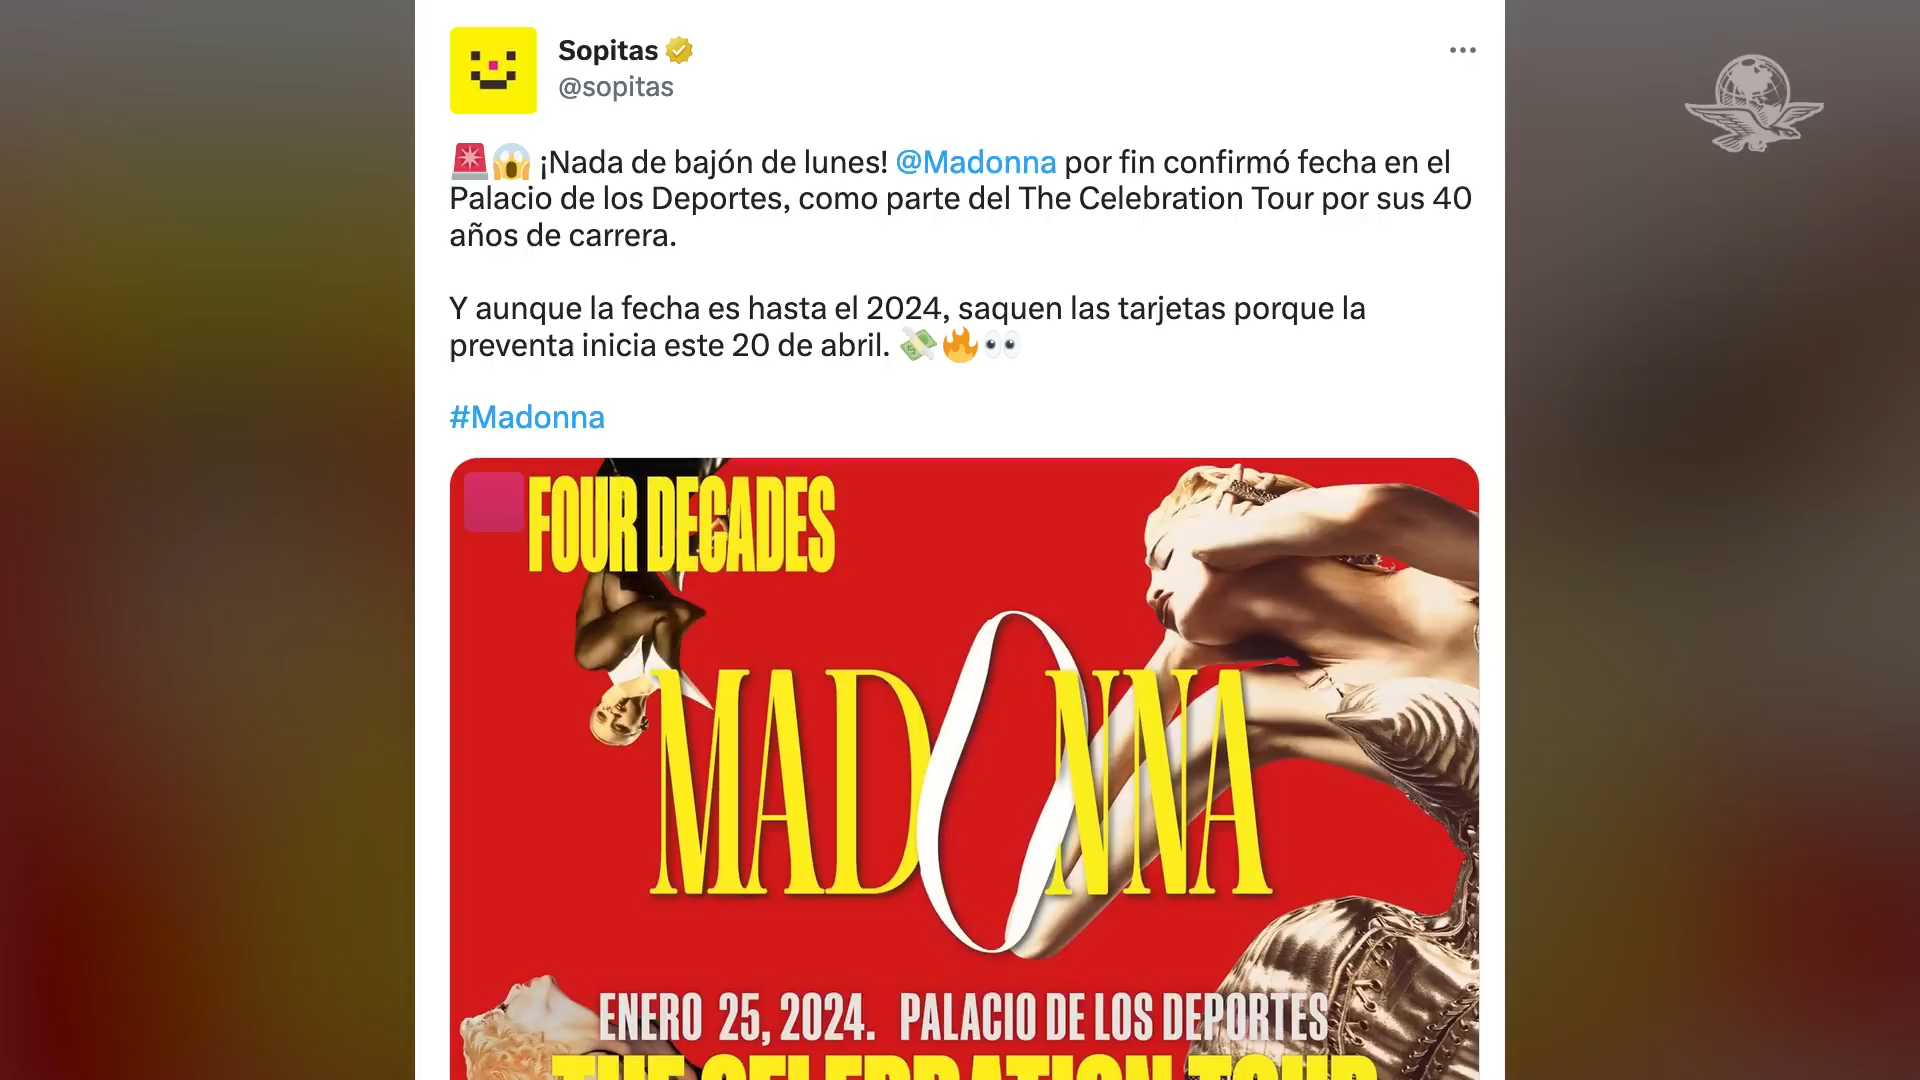 Sopitas
@sopitas
🚨😱 ¡Nada de bajón de lunes! @Madonna por fin confirmó fecha en el
Palacio de los Deportes, como parte del The Celebration Tour por sus 40
años de carrera.
Y aunque la fecha es hasta el 2024, saquen las tarjetas porque la
preventa inicia este 20 de abril. 💸🔥👀
#Madonna
FOUR DECADES
MADONNA
ENERO 25, 2024. PALACIO DE LOS DEPORTES
THE CELEBRATION TOUR